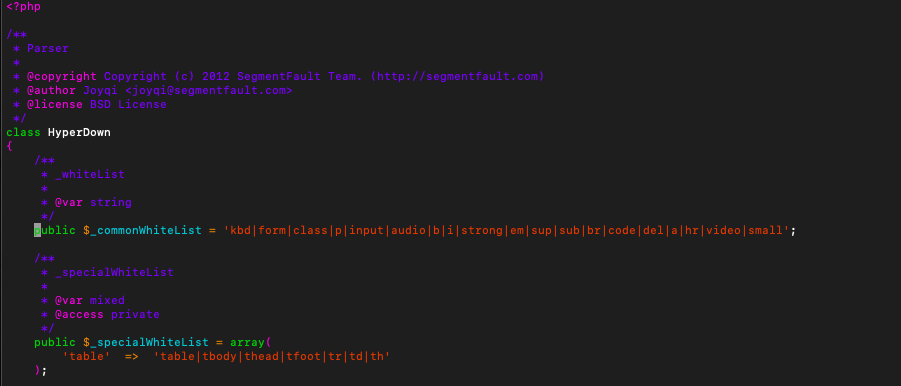 <?php
/**
 * Parser
 *
 * @copyright Copyright (c) 2012 SegmentFault Team. (http://segmentfault.com)
 * @author Joyqi <joyqi@segmentfault.com>
 * @license BSD License
 */
class HyperDown
{
    /**
     * _whiteList
     *
     * @var string
     */
    public $_commonWhiteList = 'kbd|form|class|p|input|audio|b|i|strong|em|sup|sub|br|code|del|a|hr|video|small';
    /**
     * _specialWhiteList
     *
     * @var mixed
     * @access private
     */
    public $_specialWhiteList = array(
        'table'  =>  'table|tbody|thead|tfoot|tr|td|th'
    );